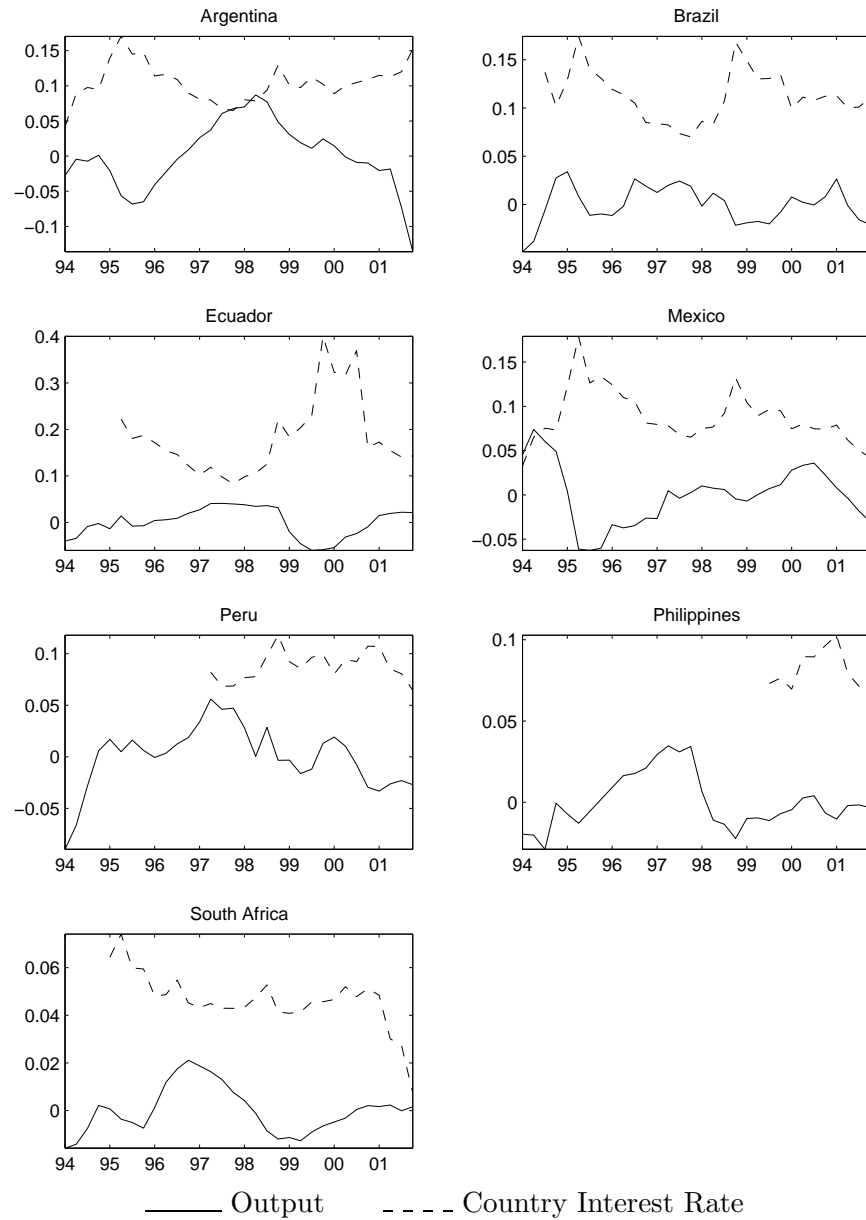 Argentina
0.15
0.1
0.05
0
−0.05
−0.1
94 95 96 97 98 99 00 01
Brazil
0.15
0.1
0.05
0
94 95 96 97 98 99 00 01
Ecuador
0.4
0.3
0.2
0.1
0
94 95 96 97 98 99 00 01
Mexico
0.15
0.1
0.05
0
−0.05
94 95 96 97 98 99 00 01
Peru
0.1
0.05
0
−0.05
94 95 96 97 98 99 00 01
Philippines
0.1
0.05
0
94 95 96 97 98 99 00 01
South Africa
0.06
0.04
0.02
0
94 95 96 97 98 99 00 01
Output Country Interest Rate